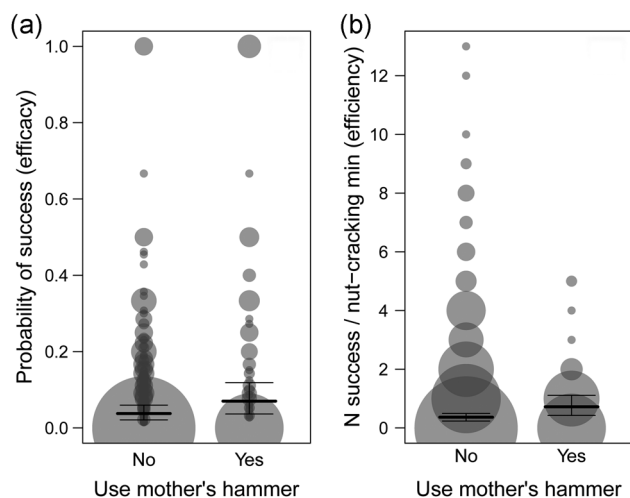 (a)
Probability of success (efficacy)
1.0
0.8
0.6
0.4
0.2
0.0
No
Yes
Use mother's hammer
(b)
N success / nut-cracking min (efficiency)
12
10
8
6
4
2
0
No
Yes
Use mother's hammer